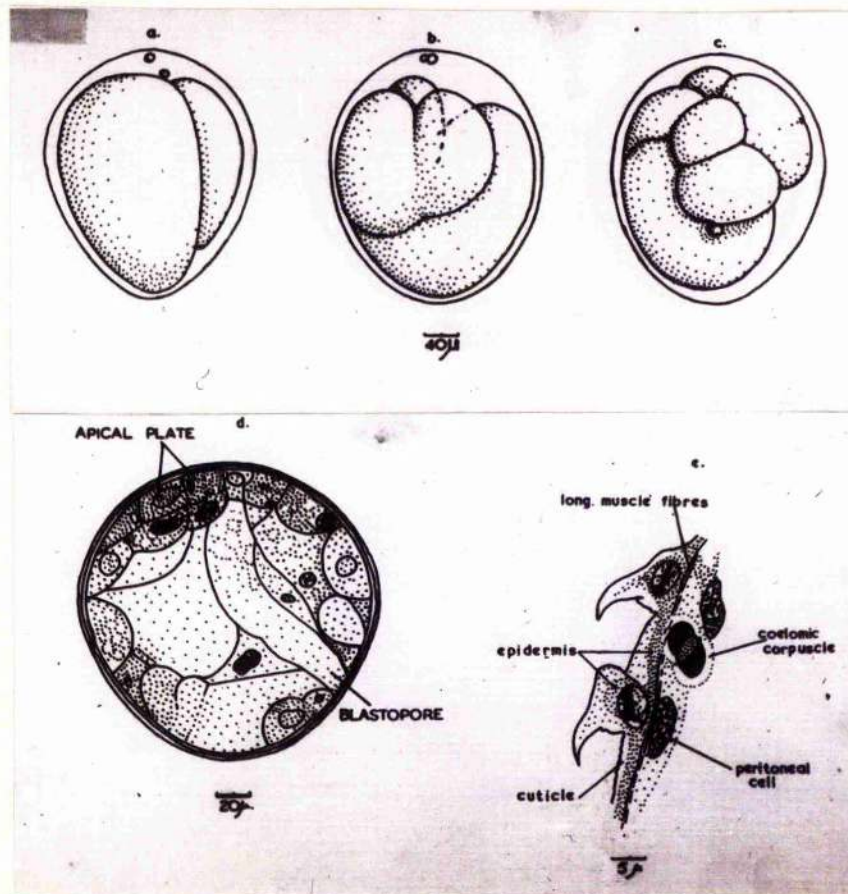 a.
b.
c.
40µ
d.
APICAL PLATE
BLASTOPORE
20µ
e.
long. muscle fibres
coelomic
corpuscle
epidermis
peritoneal
cell
cuticle
5µ